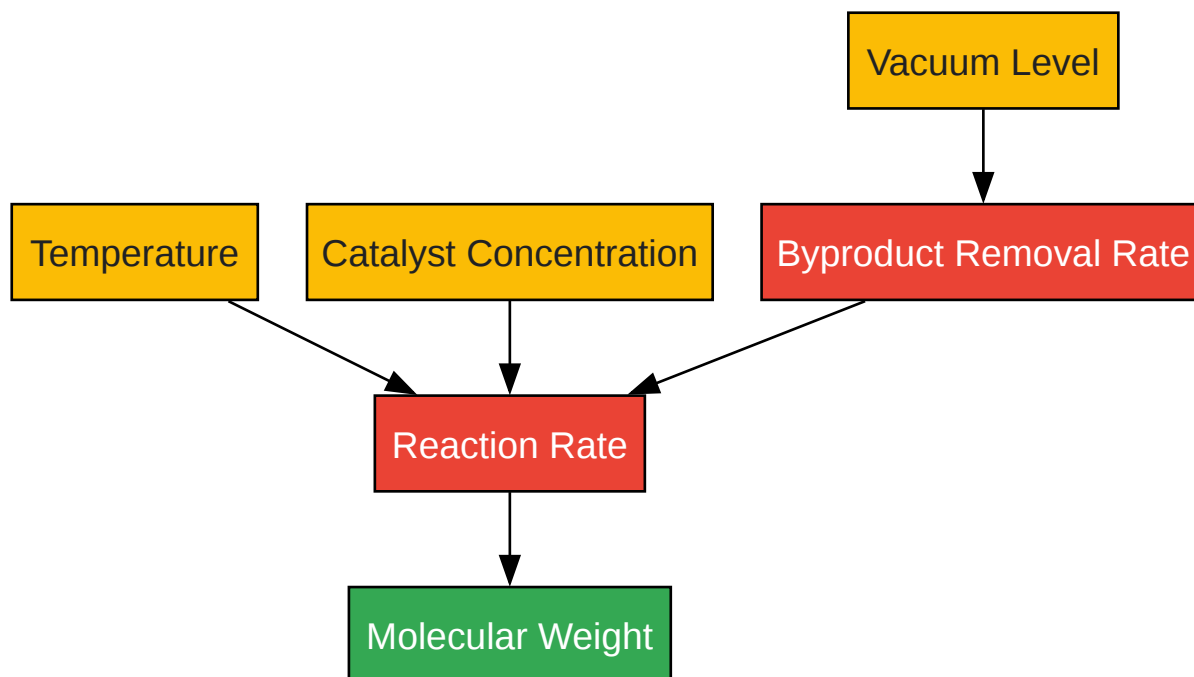 Vacuum Level
Temperature
Catalyst Concentration
Byproduct Removal Rate
Reaction Rate
Molecular Weight